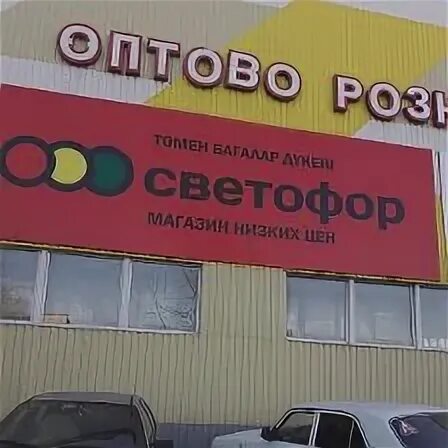 ОПТОВО РОЗН
ТӨМЕН БАҒАЛАР ДҮКЕНІ
светофор
МАГАЗИН НИЗКИХ ЦЕН